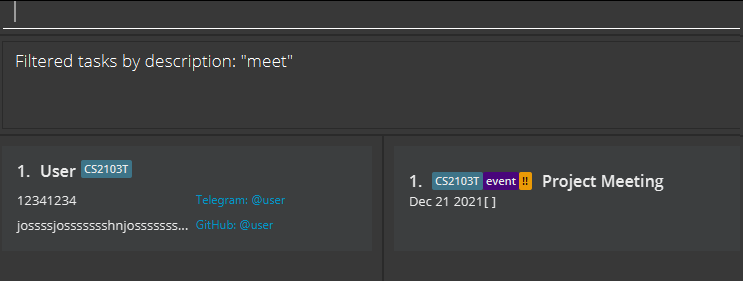 Filtered tasks by description: "meet"
1. User CS2103T
12341234 Telegram: @user
jossssjossssssshnjosssssss... GitHub: @user
1. CS2103T event !! Project Meeting
Dec 21 2021[ ]